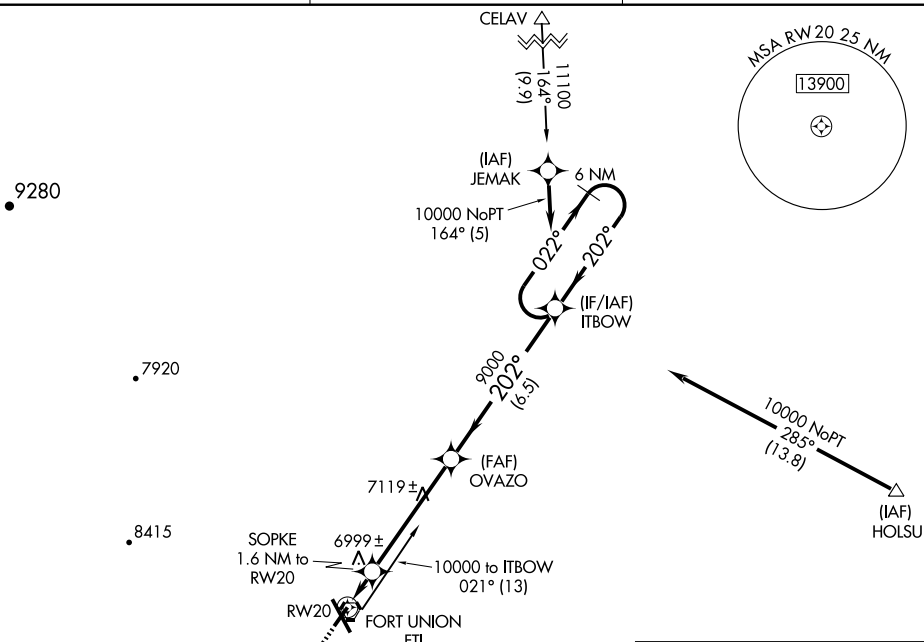 CELAV
11100
164°
(9.9)
MSA RW20 25 NM
13900
(IAF)
JEMAK
6 NM
9280
10000 NoPT
164° (5)
022°
202°
(IF/IAF)
ITBOW
7920
9000
202°
(6.5)
10000 NoPT
285°
(13.8)
(FAF)
OVAZO
7119±
(IAF)
HOLSU
8415
SOPKE
1.6 NM to
RW20
6999±
10000 to ITBOW
021° (13)
RW20
FORT UNION